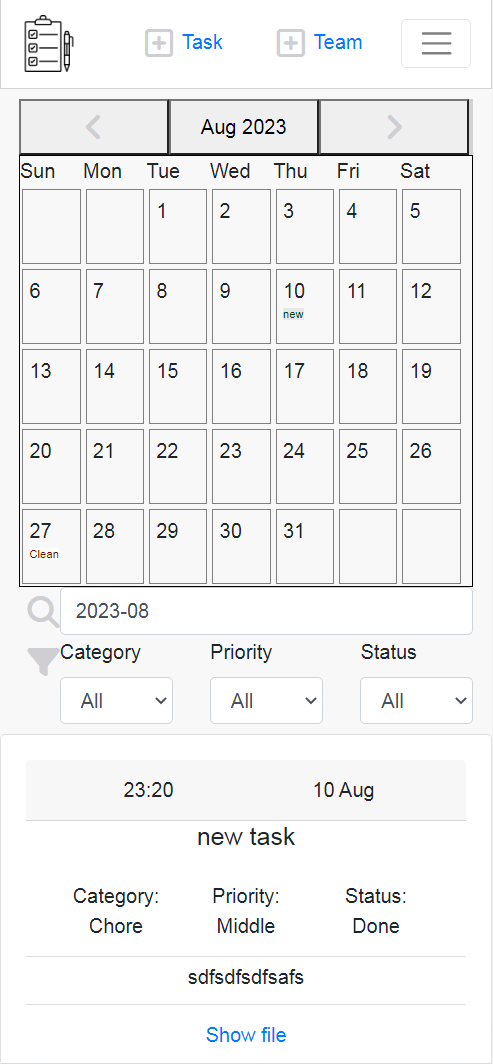 Task Team
Aug 2023
Sun Mon Tue Wed Thu Fri Sat
1 2 3 4 5
6 7 8 9 10 11 12
new
13 14 15 16 17 18 19
20 21 22 23 24 25 26
27 28 29 30 31
Clean
2023-08
Category Priority Status
All All All
23:20 10 Aug
new task
Category: Priority: Status:
Chore Middle Done
sdfsdfsdfsafs
Show file